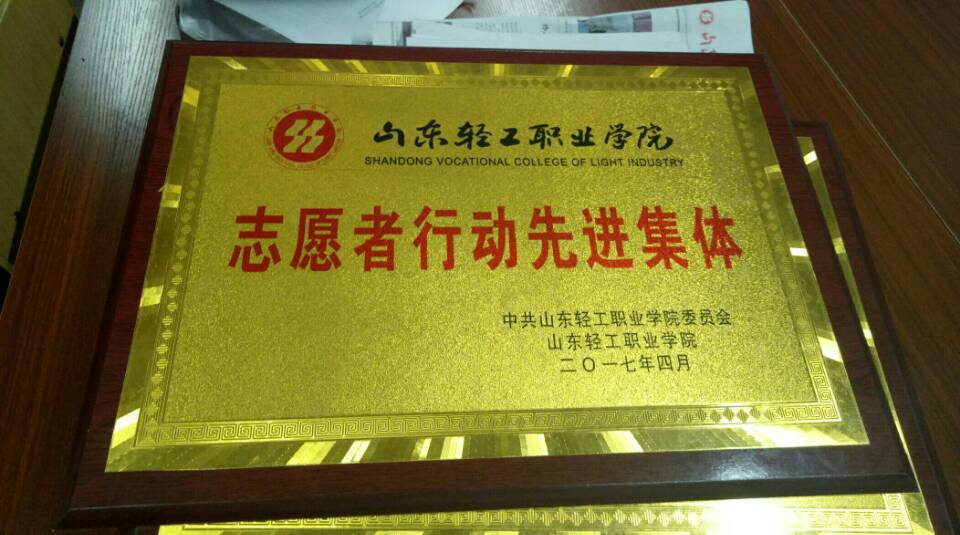 山东轻工职业学院
SHANDONG VOCATIONAL COLLEGE OF LIGHT INDUSTRY
志愿者行动先进集体
中共山东轻工职业学院委员会
山东轻工职业学院
二〇一七年四月